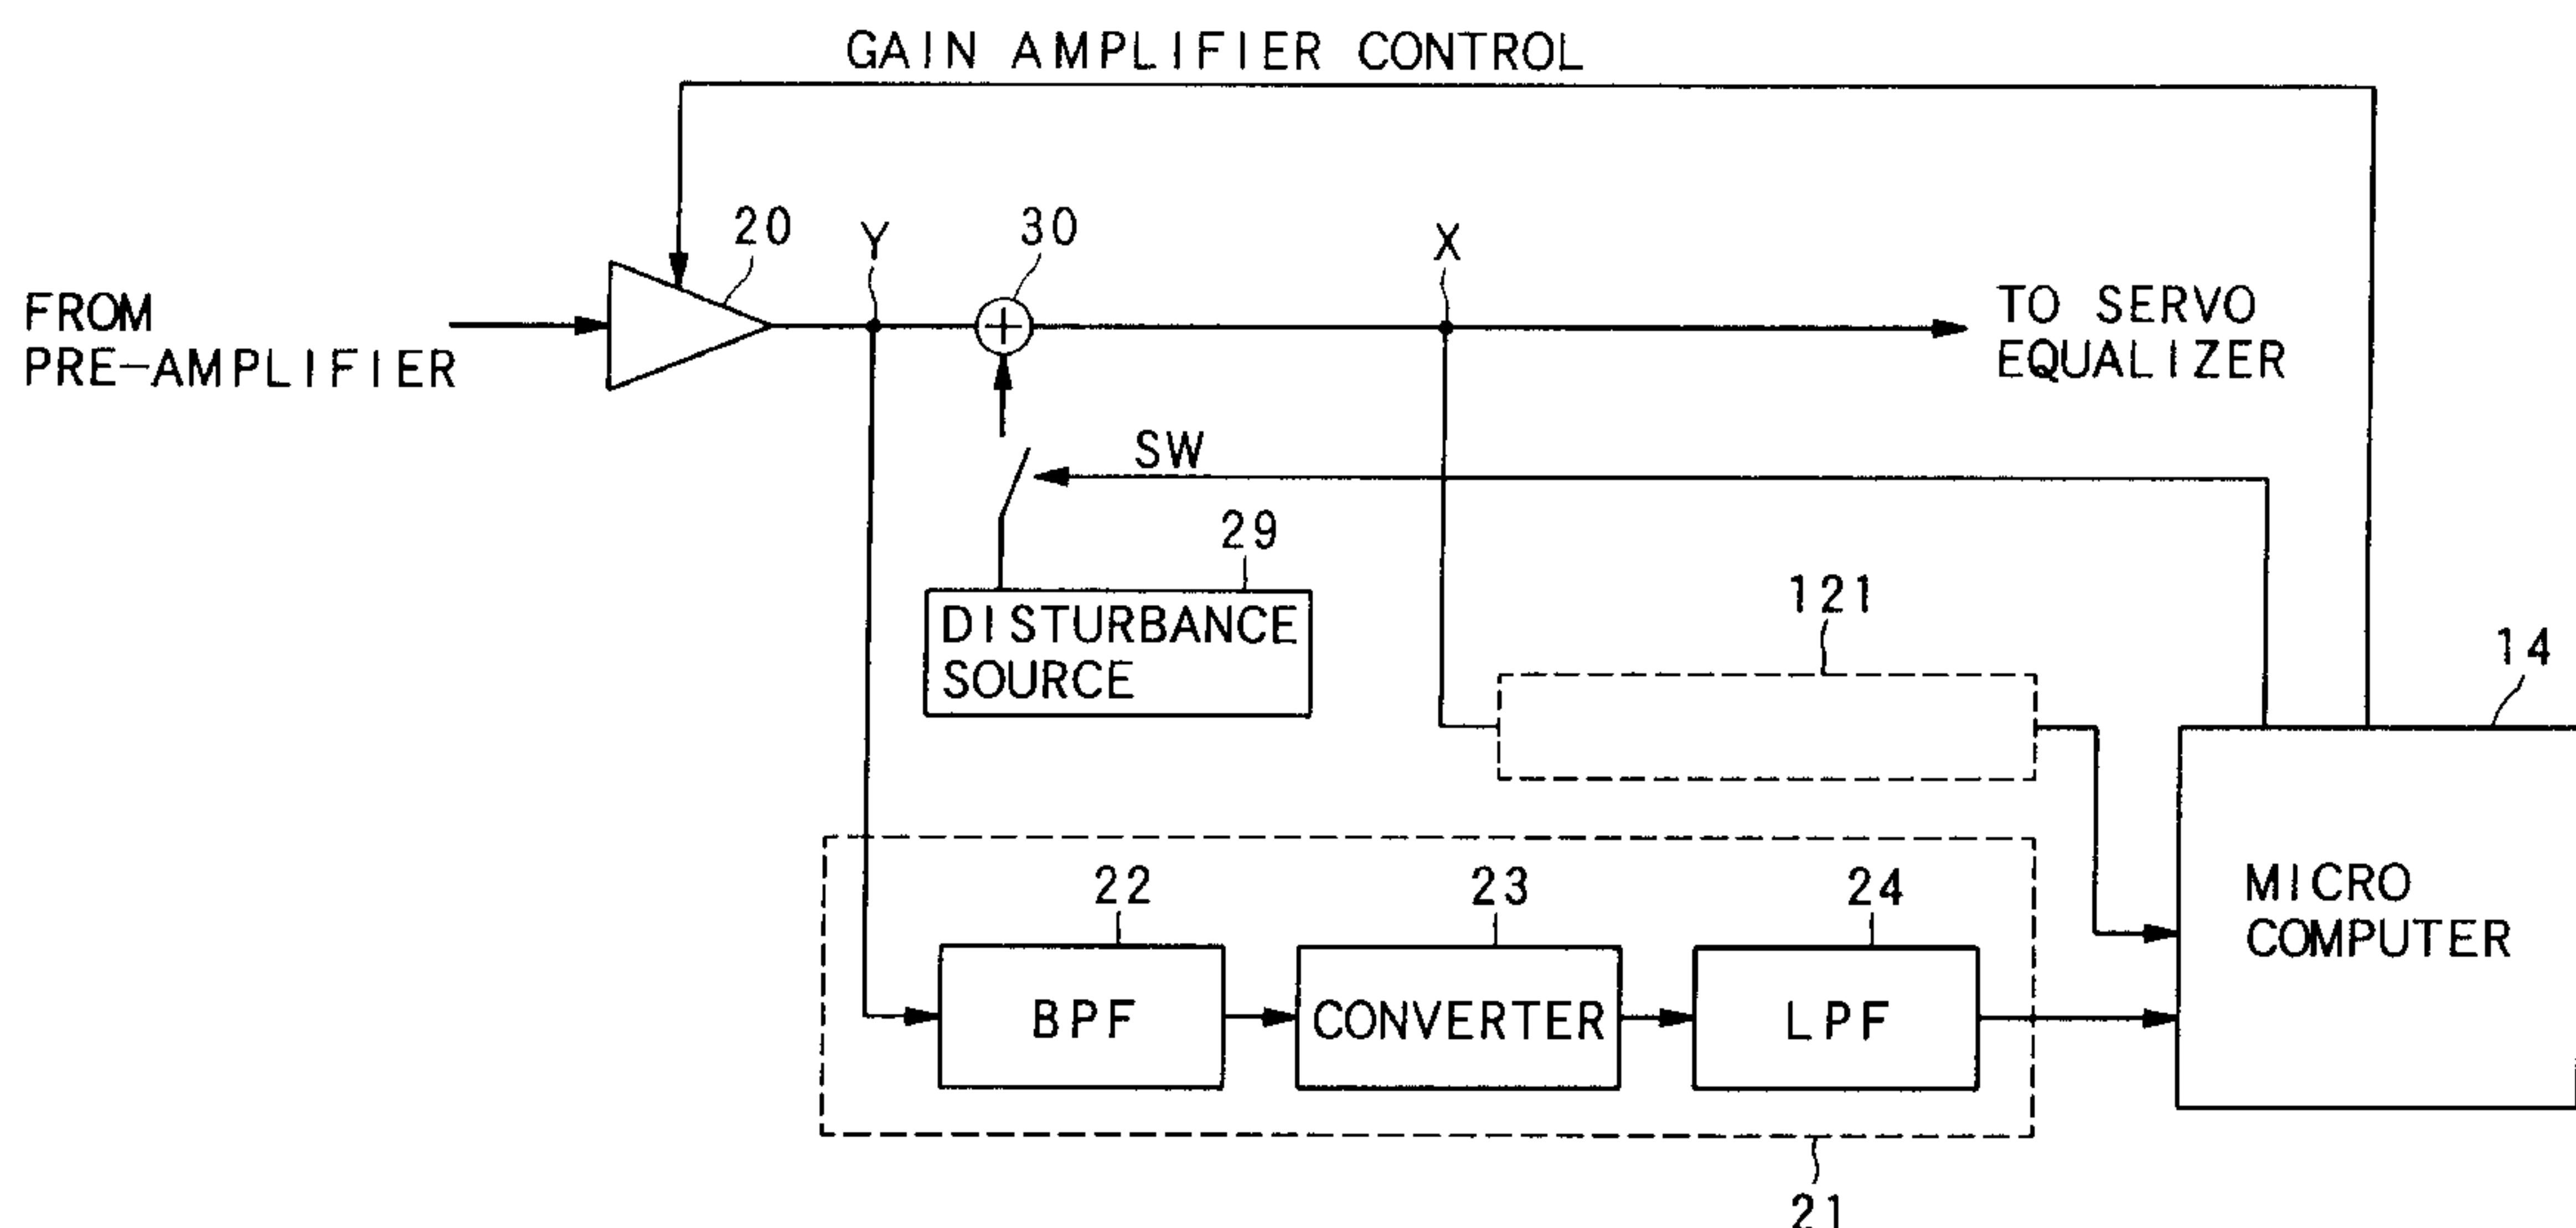 GAIN AMPLIFIER CONTROL
20
Y
30
X
FROM
PRE-AMPLIFIER
TO SERVO
EQUALIZER
SW
29
DISTURBANCE
SOURCE
121
14
MICRO
COMPUTER
22
23
24
BPF
CONVERTER
LPF
21